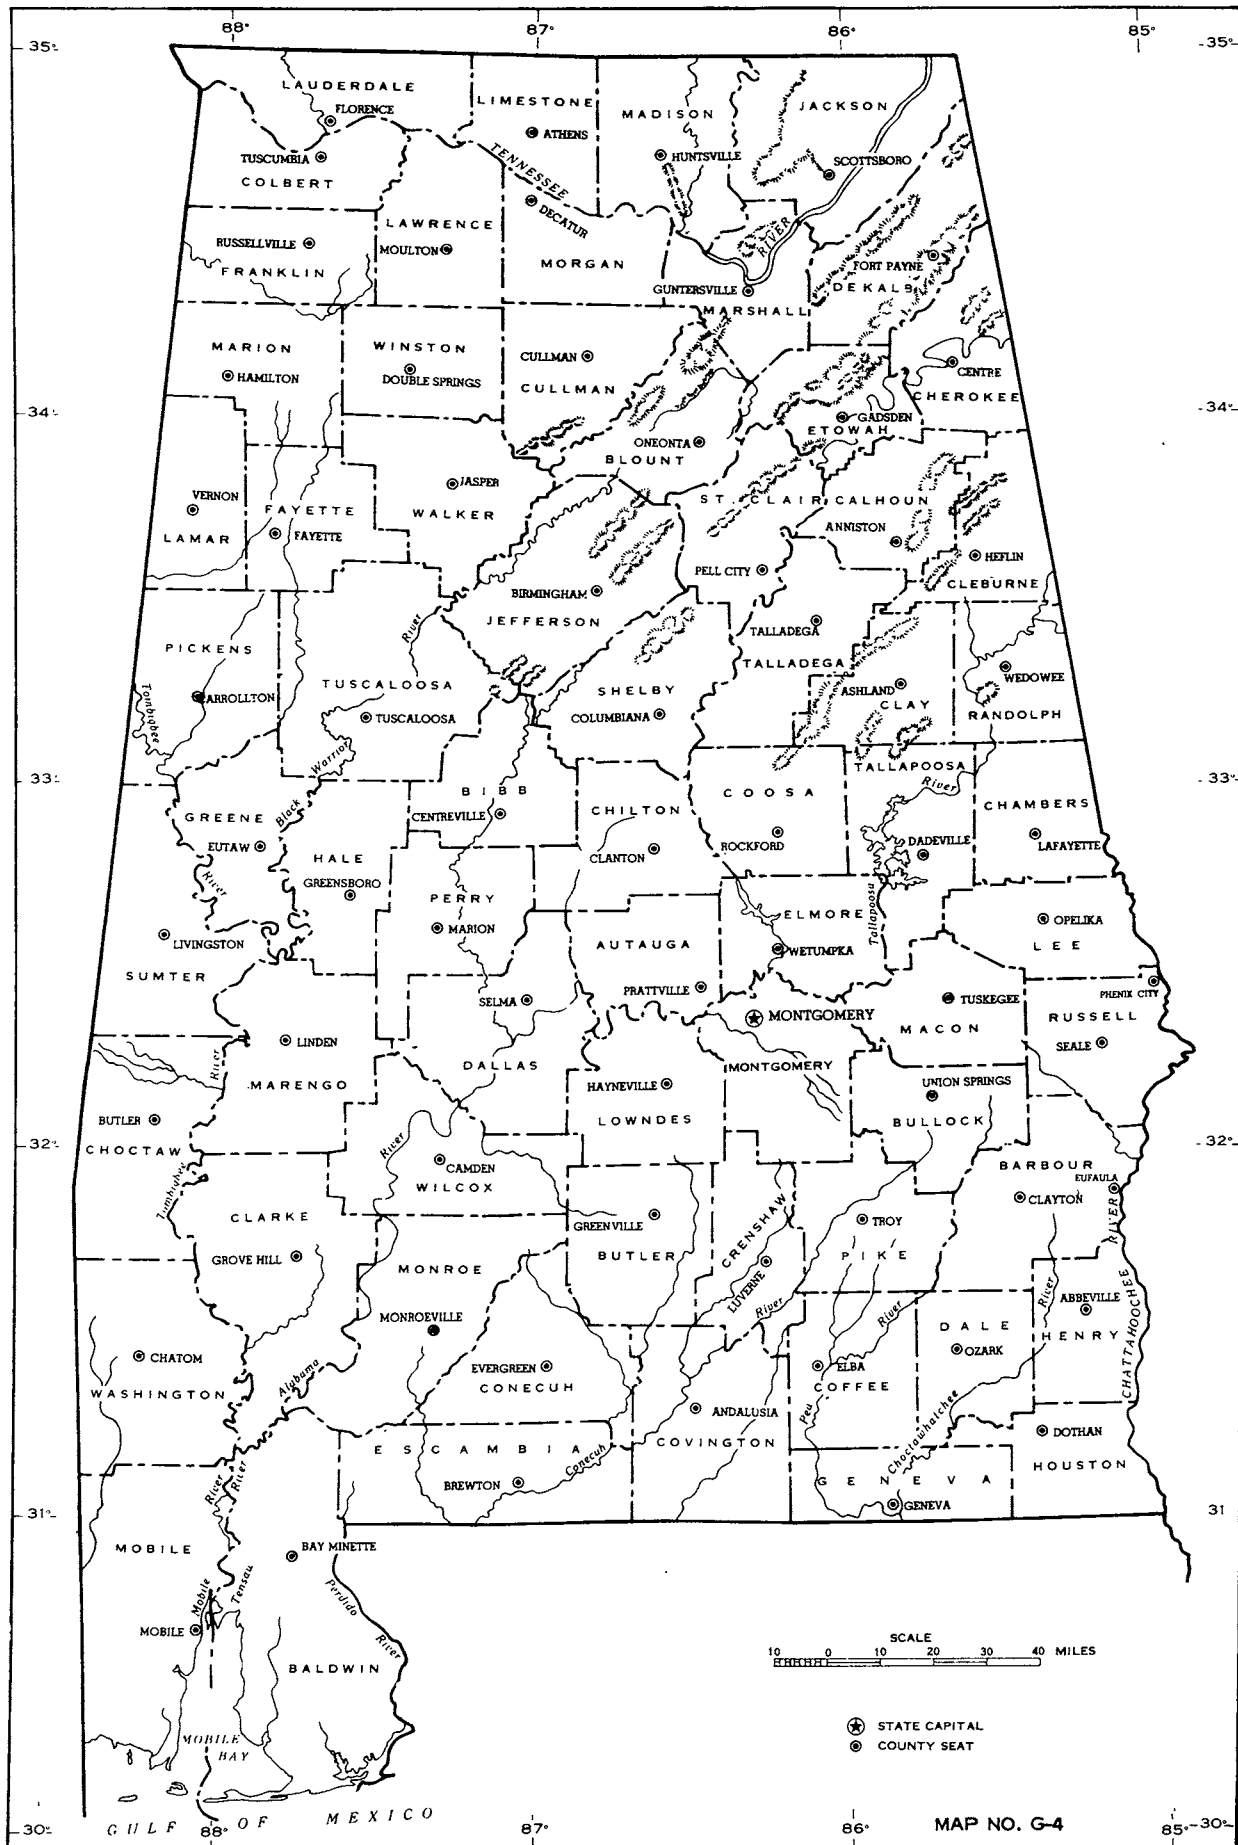 88° 87° 86° 85°
35° 35°
LAUDERDALE
FLORENCE
LIMESTONE
ATHENS
MADISON
HUNTSVILLE
JACKSON
SCOTTSBORO
TUSCUMBIA
COLBERT
TENNESSEE
RIVER
DECATUR
LAWRENCE
MOULTON
MORGAN
RUSSELLVILLE
FRANKLIN
FORT PAYNE
DEKALB
GUNTERSVILLE
MARSHALL
MARION
HAMILTON
WINSTON
DOUBLE SPRINGS
CULLMAN
CULLMAN
CENTRE
CHEROKEE
34° 34°
GADSDEN
ETOWAH
ONEONTA
BLOUNT
JASPER
WALKER
VERNON
LAMAR
FAYETTE
FAYETTE
ST. CLAIR
CALHOUN
ANNISTON
HEFLIN
CLEBURNE
PELL CITY
BIRMINGHAM
JEFFERSON
River
TALLADEGA
TALLADEGA
PICKENS
CARROLLTON
Tombigbee
TUSCALOOSA
TUSCALOOSA
SHELBY
COLUMBIANA
ASHLAND
CLAY
WEDOWEE
RANDOLPH
Warrior
Black
33° 33°
GREENE
EUTAW
River
HALE
GREENSBORO
BIBB
CENTREVILLE
CHILTON
CLANTON
COOSA
ROCKFORD
TALLAPOOSA
River
DADEVILLE
Tallapoosa
CHAMBERS
LAFAYETTE
PERRY
MARION
LIVINGSTON
SUMTER
AUTAUGA
PRATTVILLE
ELMORE
WETUMPKA
OPELIKA
LEE
PHENIX CITY
SELMA
DALLAS
MONTGOMERY
MONTGOMERY
TUSKEGEE
MACON
RUSSELL
SEALE
LINDEN
MARENGO
River
HAYNEVILLE
LOWNDES
UNION SPRINGS
BULLOCK
BUTLER
CHOCTAW
32° 32°
River
CAMDEN
WILCOX
BARBOUR
EUFAULA
CLAYTON
Tombigbee
CLARKE
GROVE HILL
GREENVILLE
BUTLER
CRENSHAW
LUVERNE
River
TROY
PIKE
River
RIVER
CHATTAHOOCHEE
MONROE
MONROEVILLE
ABBEVILLE
HENRY
River
DALE
OZARK
CHATOM
WASHINGTON
Alabama
EVERGREEN
CONECUH
ELBA
COFFEE
Pea
Choctawhatchee
ANDALUSIA
COVINGTON
DOTHAN
HOUSTON
ESCAMBIA
BREWTON
Conecuh
GENEVA
GENEVA
River
River
31° 31
MOBILE
BAY MINETTE
Mobile
Tensau
Perdido
River
MOBILE
BALDWIN
MOBILE
BAY
SCALE
10 0 10 20 30 40 MILES
STATE CAPITAL
COUNTY SEAT
GULF OF MEXICO
MAP NO. G-4
30° 88° 87° 86° 85° 30°